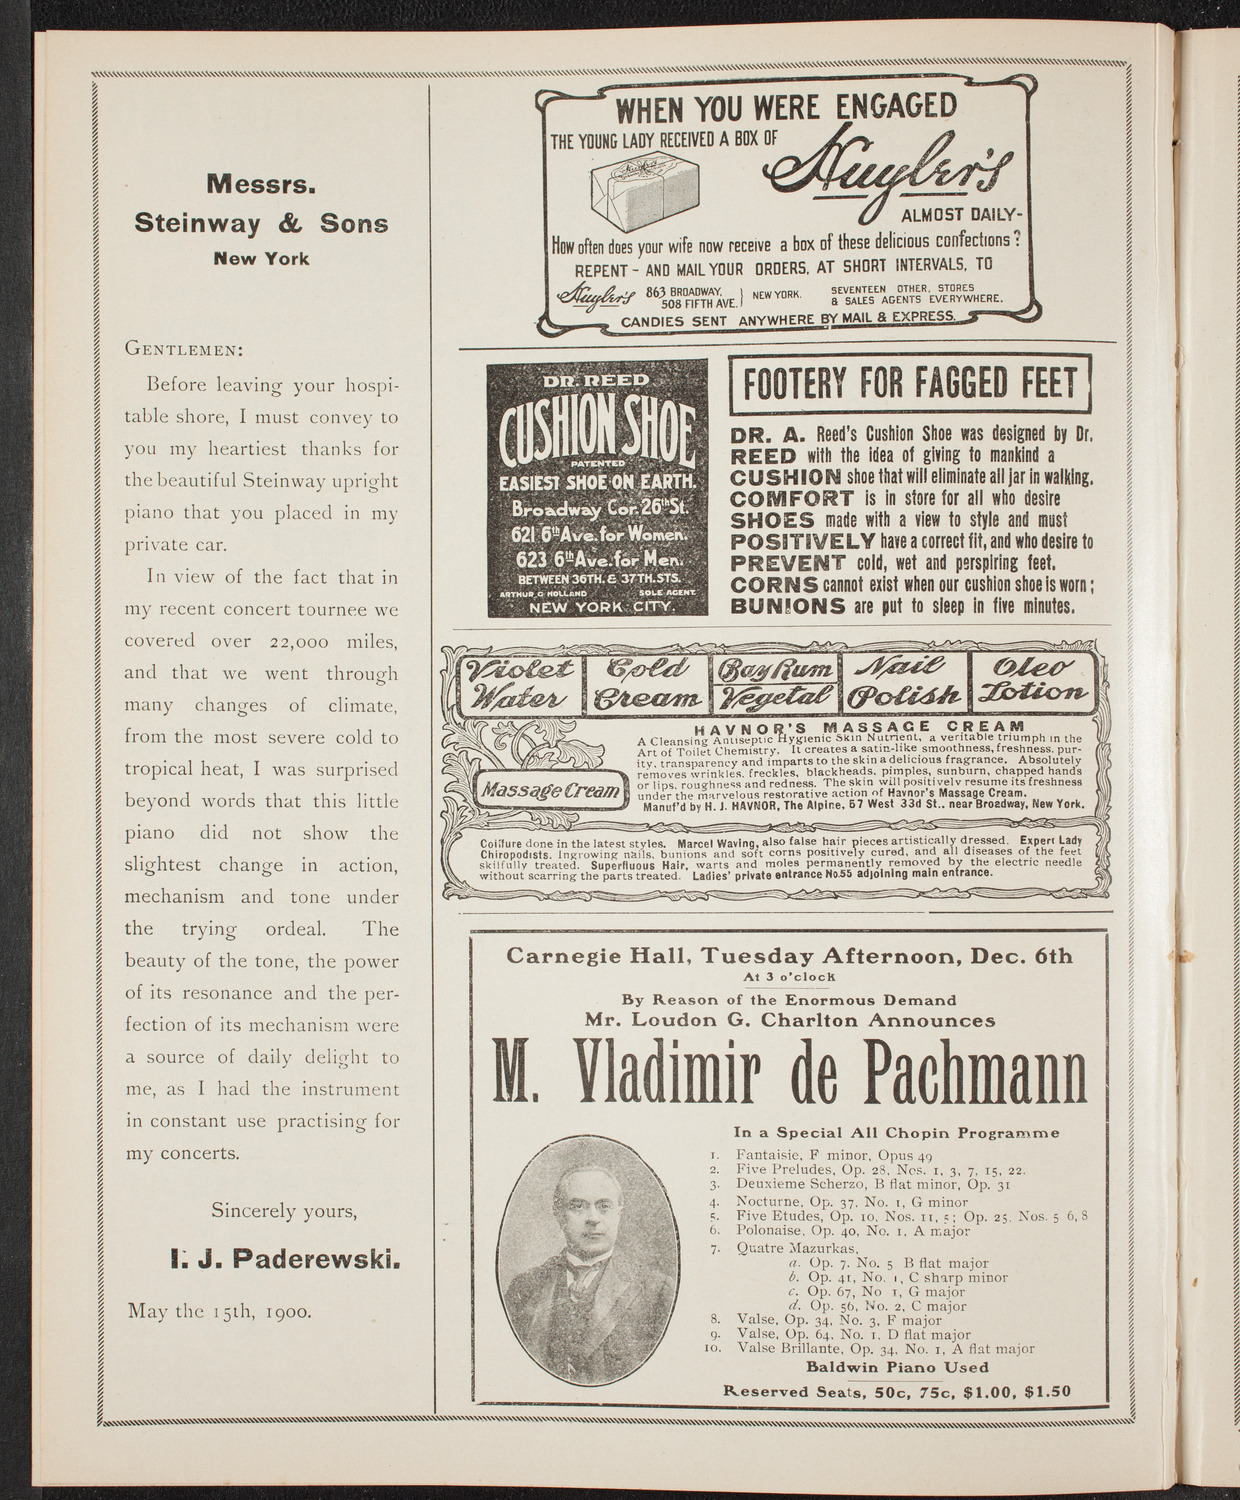 Messrs.
Steinway & Sons
New York
GENTLEMEN:
Before leaving your hospi-
table shore, I must convey to
you my heartiest thanks for
the beautiful Steinway upright
piano that you placed in my
private car.
In view of the fact that in
my recent concert tournee we
covered over 22,000 miles,
and that we went through
many changes of climate,
from the most severe cold to
tropical heat, I was surprised
beyond words that this little
piano did not show the
slightest change in action,
mechanism and tone under
the trying ordeal. The
beauty of the tone, the power
of its resonance and the per-
fection of its mechanism were
a source of daily delight to
me, as I had the instrument
in constant use practising for
my concerts.
Sincerely yours,
I. J. Paderewski.
May the 15th, 1900.
WHEN YOU WERE ENGAGED
THE YOUNG LADY RECEIVED A BOX OF
Huyler's
ALMOST DAILY-
How often does your wife now receive a box of these delicious confections?
REPENT - AND MAIL YOUR ORDERS, AT SHORT INTERVALS, TO
Huyler's 863 BROADWAY, 508 FIFTH AVE. } NEW YORK. SEVENTEEN OTHER STORES
& SALES AGENTS EVERYWHERE.
CANDIES SENT ANYWHERE BY MAIL & EXPRESS.
DR. REED
CUSHION SHOE
PATENTED
EASIEST SHOE ON EARTH.
Broadway Cor. 26th St.
621 6th Ave. for Women.
623 6th Ave. for Men.
BETWEEN 36TH. & 37TH. STS.
ARTHUR G HOLLAND SOLE AGENT
NEW YORK CITY.
FOOTERY FOR FAGGED FEET
DR. A. Reed's Cushion Shoe was designed by Dr.
REED with the idea of giving to mankind a
CUSHION shoe that will eliminate all jar in walking.
COMFORT is in store for all who desire
SHOES made with a view to style and must
POSITIVELY have a correct fit, and who desire to
PREVENT cold, wet and perspiring feet.
CORNS cannot exist when our cushion shoe is worn;
BUNIONS are put to sleep in five minutes.
Violet Water
Cold Cream
Bay Rum
Vegetal
Nail Polish
Oleo Lotion
Massage Cream
HAVNOR'S MASSAGE CREAM
A Cleansing Antiseptic Hygienic Skin Nutrient, a veritable triumph in the
Art of Toilet Chemistry. It creates a satin-like smoothness, freshness, pur-
ity, transparency and imparts to the skin a delicious fragrance. Absolutely
removes wrinkles, freckles, blackheads, pimples, sunburn, chapped hands
or lips, roughness and redness. The skin will positively resume its freshness
under the marvelous restorative action of Havnor's Massage Cream.
Manuf'd by H. J. HAVNOR, The Alpine, 57 West 33d St., near Broadway, New York.
Coiffure done in the latest styles. Marcel Waving, also false hair pieces artistically dressed. Expert Lady
Chiropodists. Ingrowing nails, bunions and soft corns positively cured, and all diseases of the feet
skilfully treated. Superfluous Hair, warts and moles permanently removed by the electric needle
without scarring the parts treated. Ladies' private entrance No. 55 adjoining main entrance.
Carnegie Hall, Tuesday Afternoon, Dec. 6th
At 3 o'clock
By Reason of the Enormous Demand
Mr. Loudon G. Charlton Announces
M. Vladimir de Pachmann
In a Special All Chopin Programme
1. Fantaisie, F minor, Opus 49
2. Five Preludes, Op. 28, Nos. 1, 3, 7, 15, 22.
3. Deuxieme Scherzo, B flat minor, Op. 31
4. Nocturne, Op. 37, No. 1, G minor
5. Five Etudes, Op. 10, Nos. 11, 5; Op. 25, Nos. 5 6, 8
6. Polonaise, Op. 40, No. 1, A major
7. Quatre Mazurkas,
a. Op. 7, No. 5 B flat major
b. Op. 41, No. 1, C sharp minor
c. Op. 67, No 1, G major
d. Op. 56, No. 2, C major
8. Valse, Op. 34, No. 3, F major
9. Valse, Op. 64, No. 1, D flat major
10. Valse Brillante, Op. 34, No. 1, A flat major
Baldwin Piano Used
Reserved Seats, 50c, 75c, $1.00, $1.50